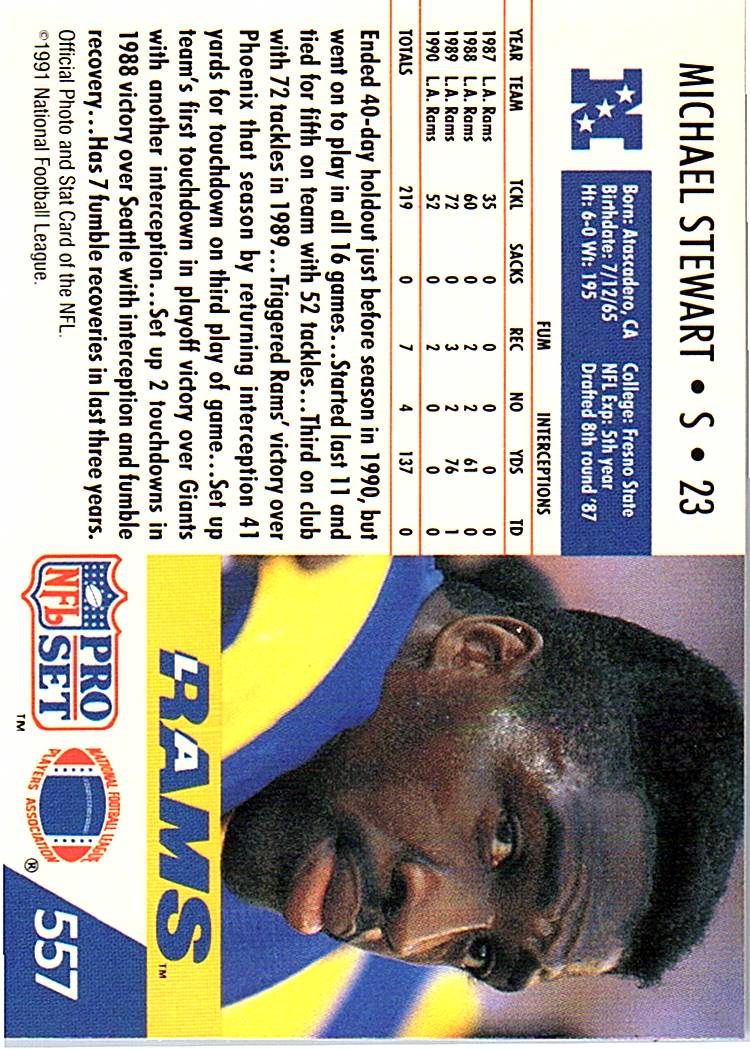 MICHAEL STEWART • S • 23
Born: Atascadero, CA College: Fresno State
Birthdate: 7/12/65 NFL Exp: 5th year
Ht: 6-0 Wt: 195 Drafted 8th round '87
FUM INTERCEPTIONS
YEAR TEAM TCKL SACKS REC NO YDS TD
1987 L.A. Rams 35 0 0 0 0 0
1988 L.A. Rams 60 0 2 2 61 0
1989 L.A. Rams 72 0 3 2 76 1
1990 L.A. Rams 52 0 2 0 0 0
TOTALS 219 0 7 4 137 0
Ended 40-day holdout just before season in 1990, but
went on to play in all 16 games...Started last 11 and
tied for fifth on team with 52 tackles...Third on club
with 72 tackles in 1989...Triggered Rams' victory over
Phoenix that season by returning interception 41
yards for touchdown on third play of game...Set up
team's first touchdown in playoff victory over Giants
with another interception...Set up 2 touchdowns in
1988 victory over Seattle with interception and fumble
recovery...Has 7 fumble recoveries in last three years.
Official Photo and Stat Card of the NFL.
©1991 National Football League.
LA RAMS™
NFL PRO SET™
NATIONAL FOOTBALL LEAGUE
PLAYERS ASSOCIATION®
557